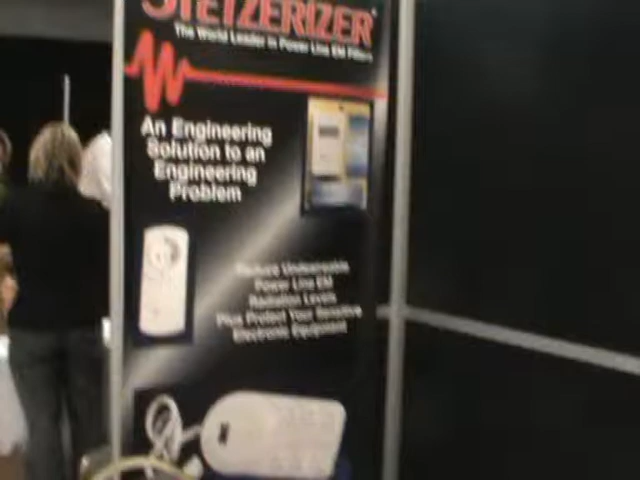 STETZERIZER
The World Leader in Power Line EMI Filters
An Engineering
Solution to an
Engineering
Problem
Reduce Undesirable
Power Line EMI
Radiation Levels
Plus Protect Your Sensitive
Electronic Equipment